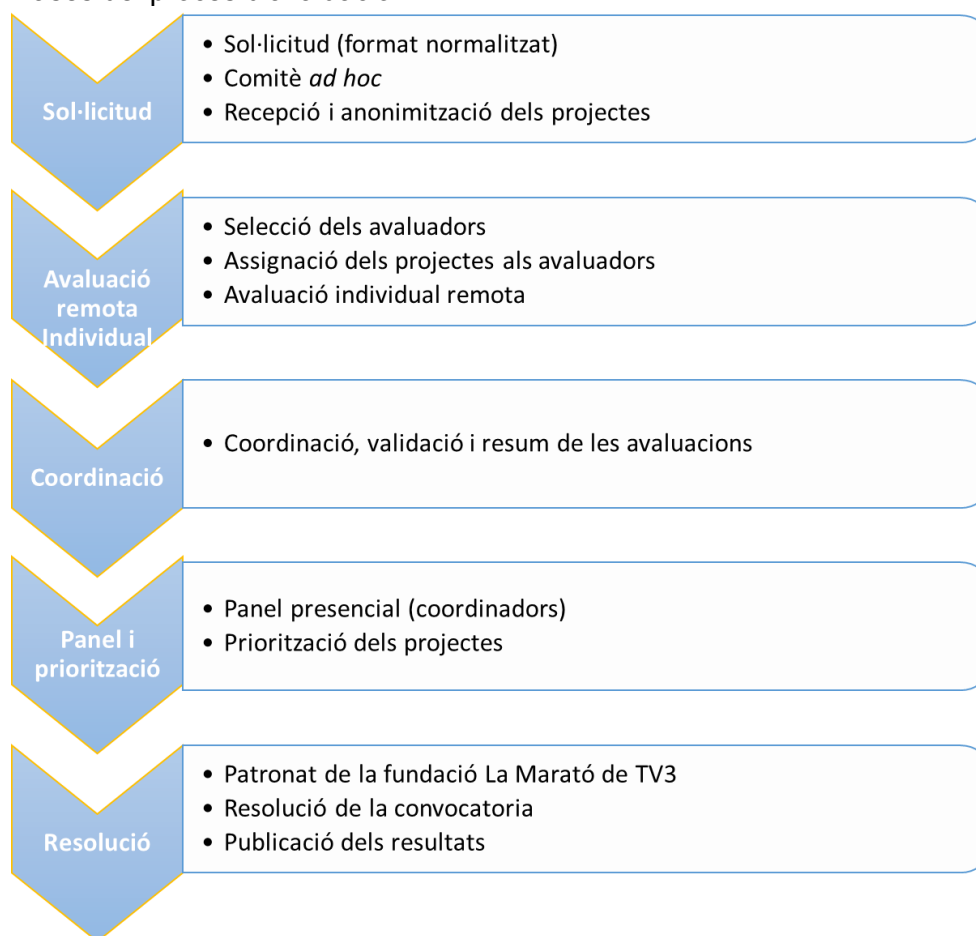 Sol·licitud
• Sol·licitud (format normalitzat)
• Comitè ad hoc
• Recepció i anonimització dels projectes
Avaluació
remota
Individual
• Selecció dels avaluadors
• Assignació dels projectes als avaluadors
• Avaluació individual remota
Coordinació
• Coordinació, validació i resum de les avaluacions
Panel i
priorització
• Panel presencial (coordinadors)
• Priorització dels projectes
Resolució
• Patronat de la fundació La Marató de TV3
• Resolució de la convocatoria
• Publicació dels resultats